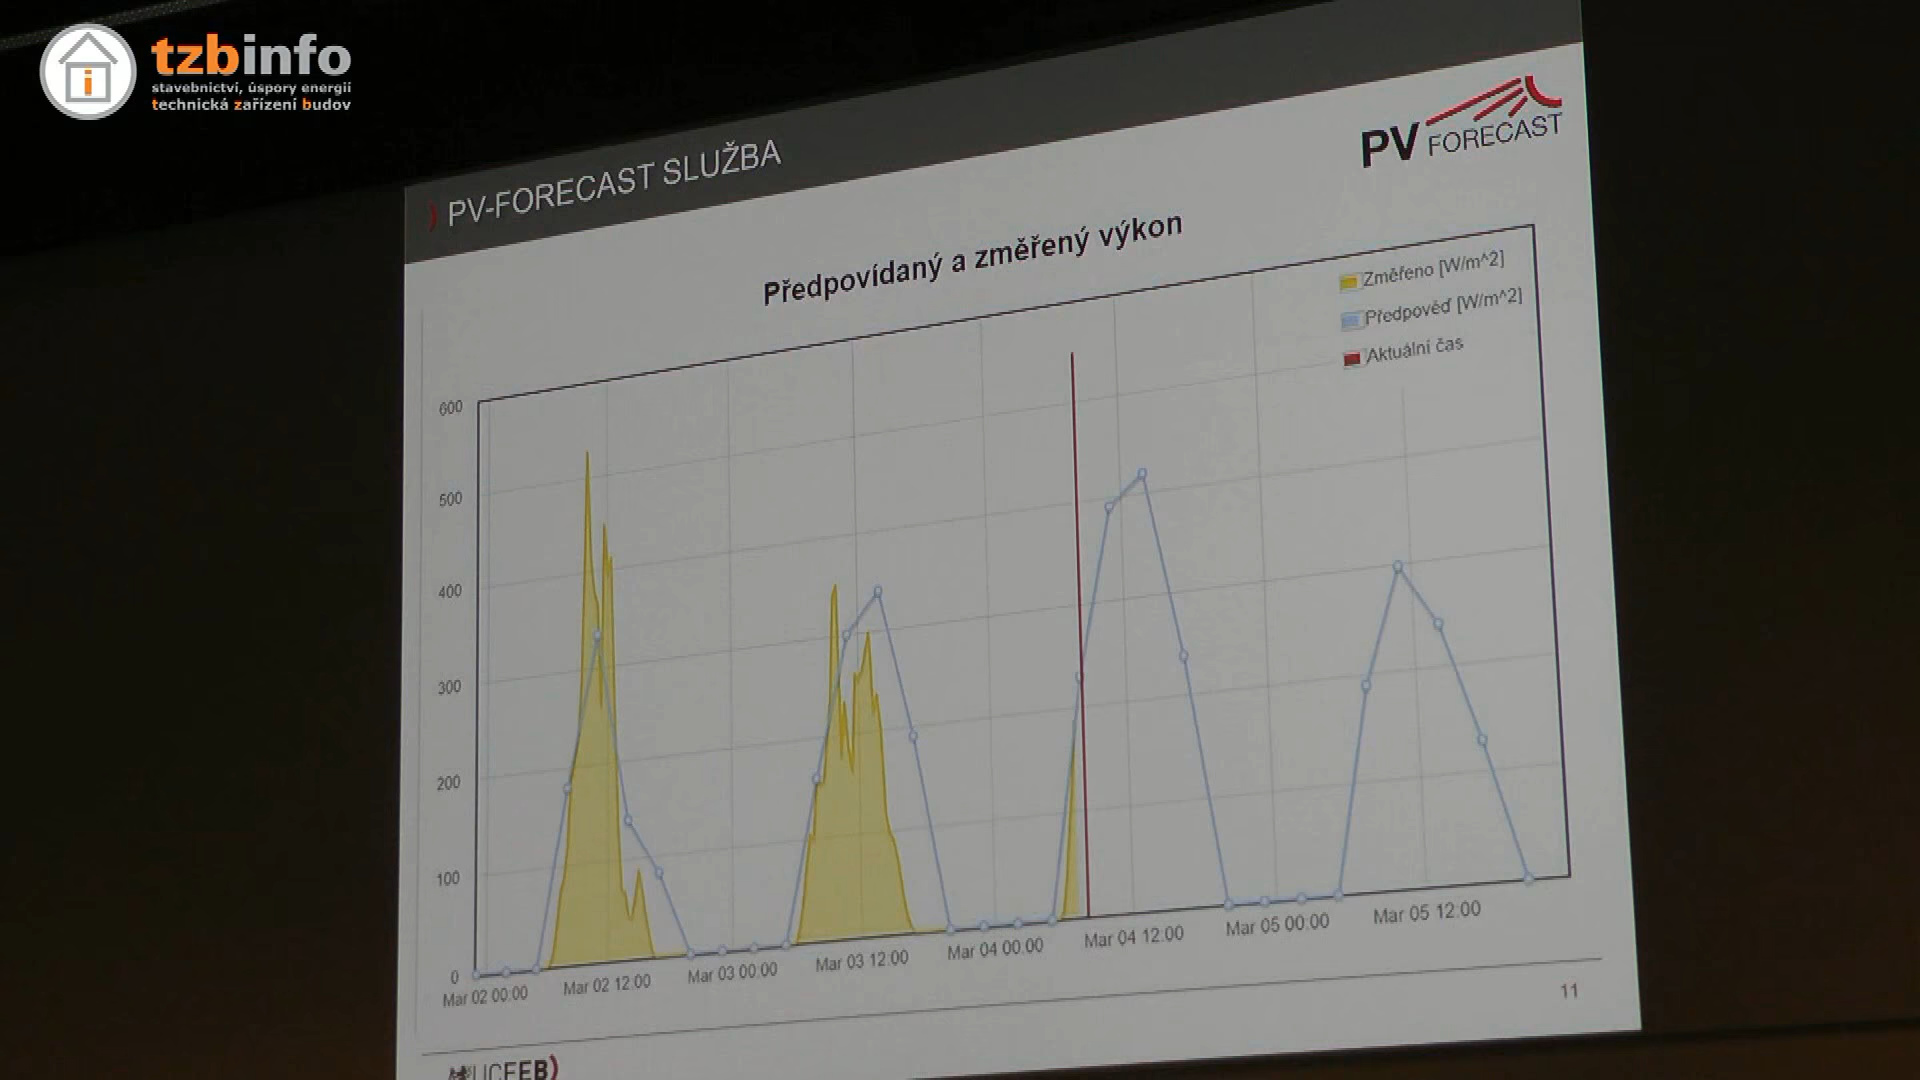 tzbinfo
stavebnictví, úspory energií
technická zařízení budov
PV-FORECAST SLUŽBA
PV FORECAST
Předpovídaný a změřený výkon
Změřeno [W/m^2]
Předpověď [W/m^2]
Aktuální čas
600
500
400
300
200
100
0
Mar 02 00:00
Mar 02 12:00
Mar 03 00:00
Mar 03 12:00
Mar 04 00:00
Mar 04 12:00
Mar 05 00:00
Mar 05 12:00
11
UCEEB